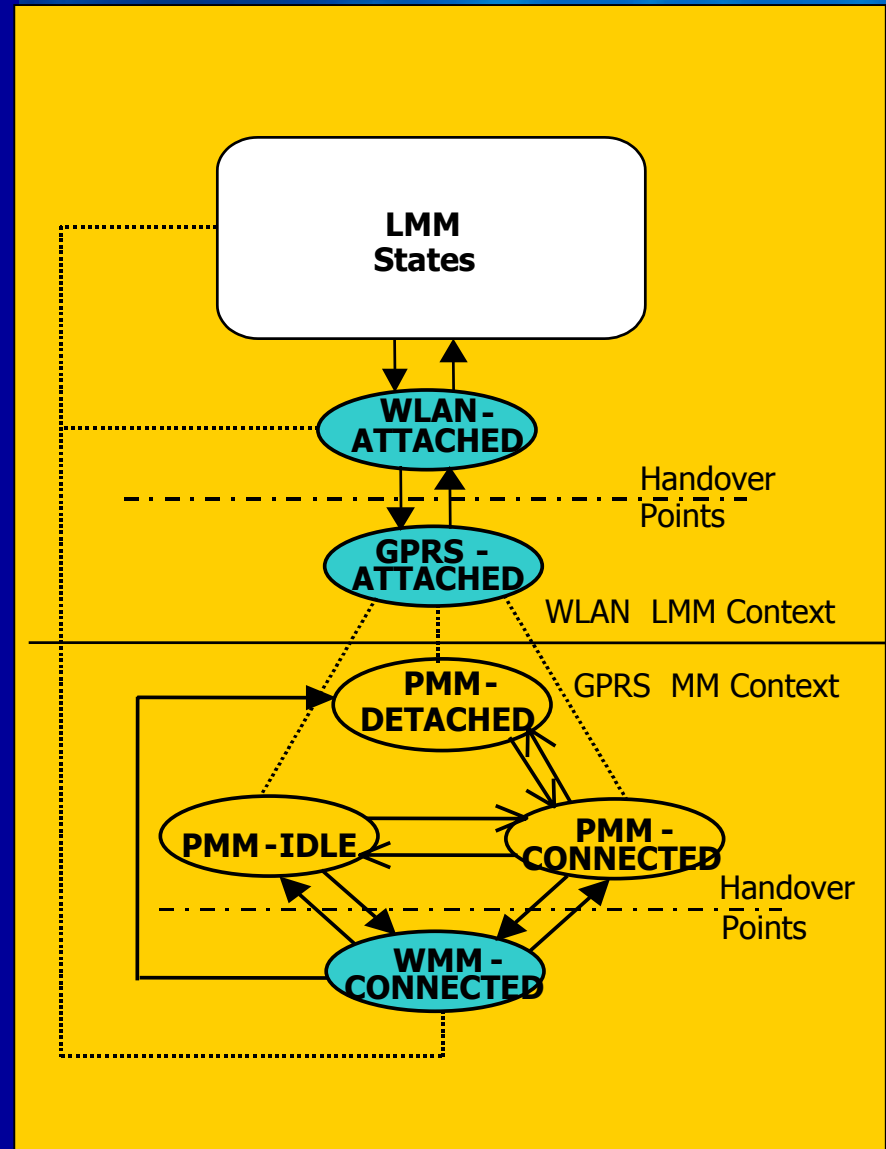 LMM
States
WLAN-
ATTACHED
Handover
Points
GPRS -
ATTACHED
WLAN LMM Context
GPRS MM Context
PMM-
DETACHED
PMM-IDLE
PMM -
CONNECTED
Handover
Points
WMM -
CONNECTED